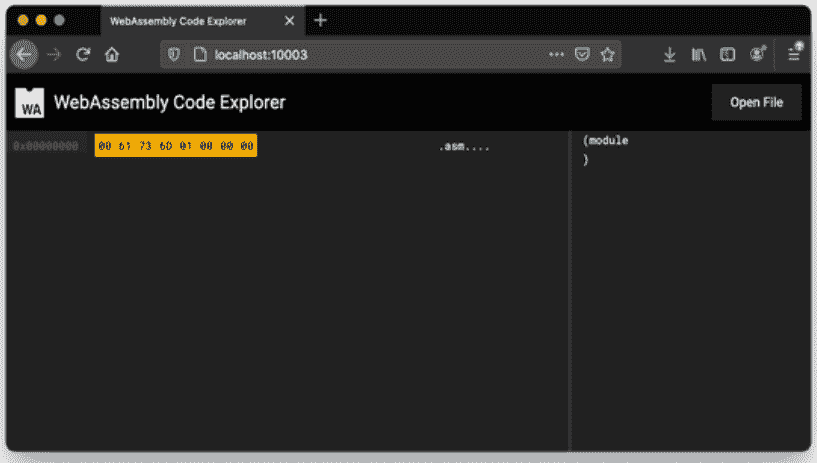 WebAssembly Code Explorer
localhost:10003
WA
WebAssembly Code Explorer
Open File
0x00000000
00 61 73 6D 01 00 00 00
.asm....
(module
)